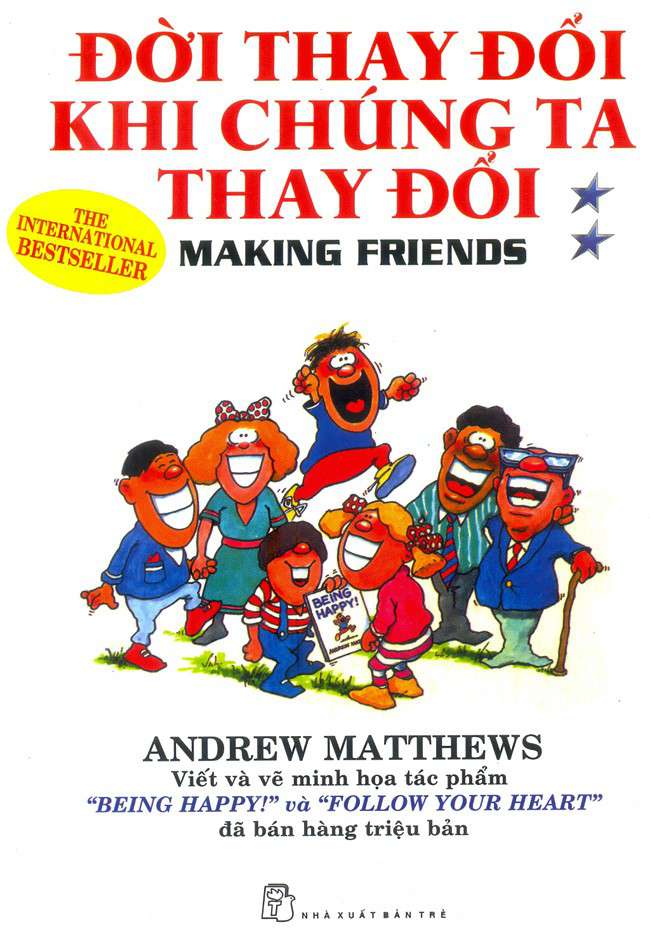 ĐỜI THAY ĐỔI
KHI CHÚNG TA
THAY ĐỔI
THE
INTERNATIONAL
BESTSELLER
MAKING FRIENDS
BEING
HAPPY!
ANDREW
ANDREW MATTHEWS
Viết và vẽ minh họa tác phẩm
“BEING HAPPY!” và “FOLLOW YOUR HEART”
đã bán hàng triệu bản
NHÀ XUẤT BẢN TRẺ